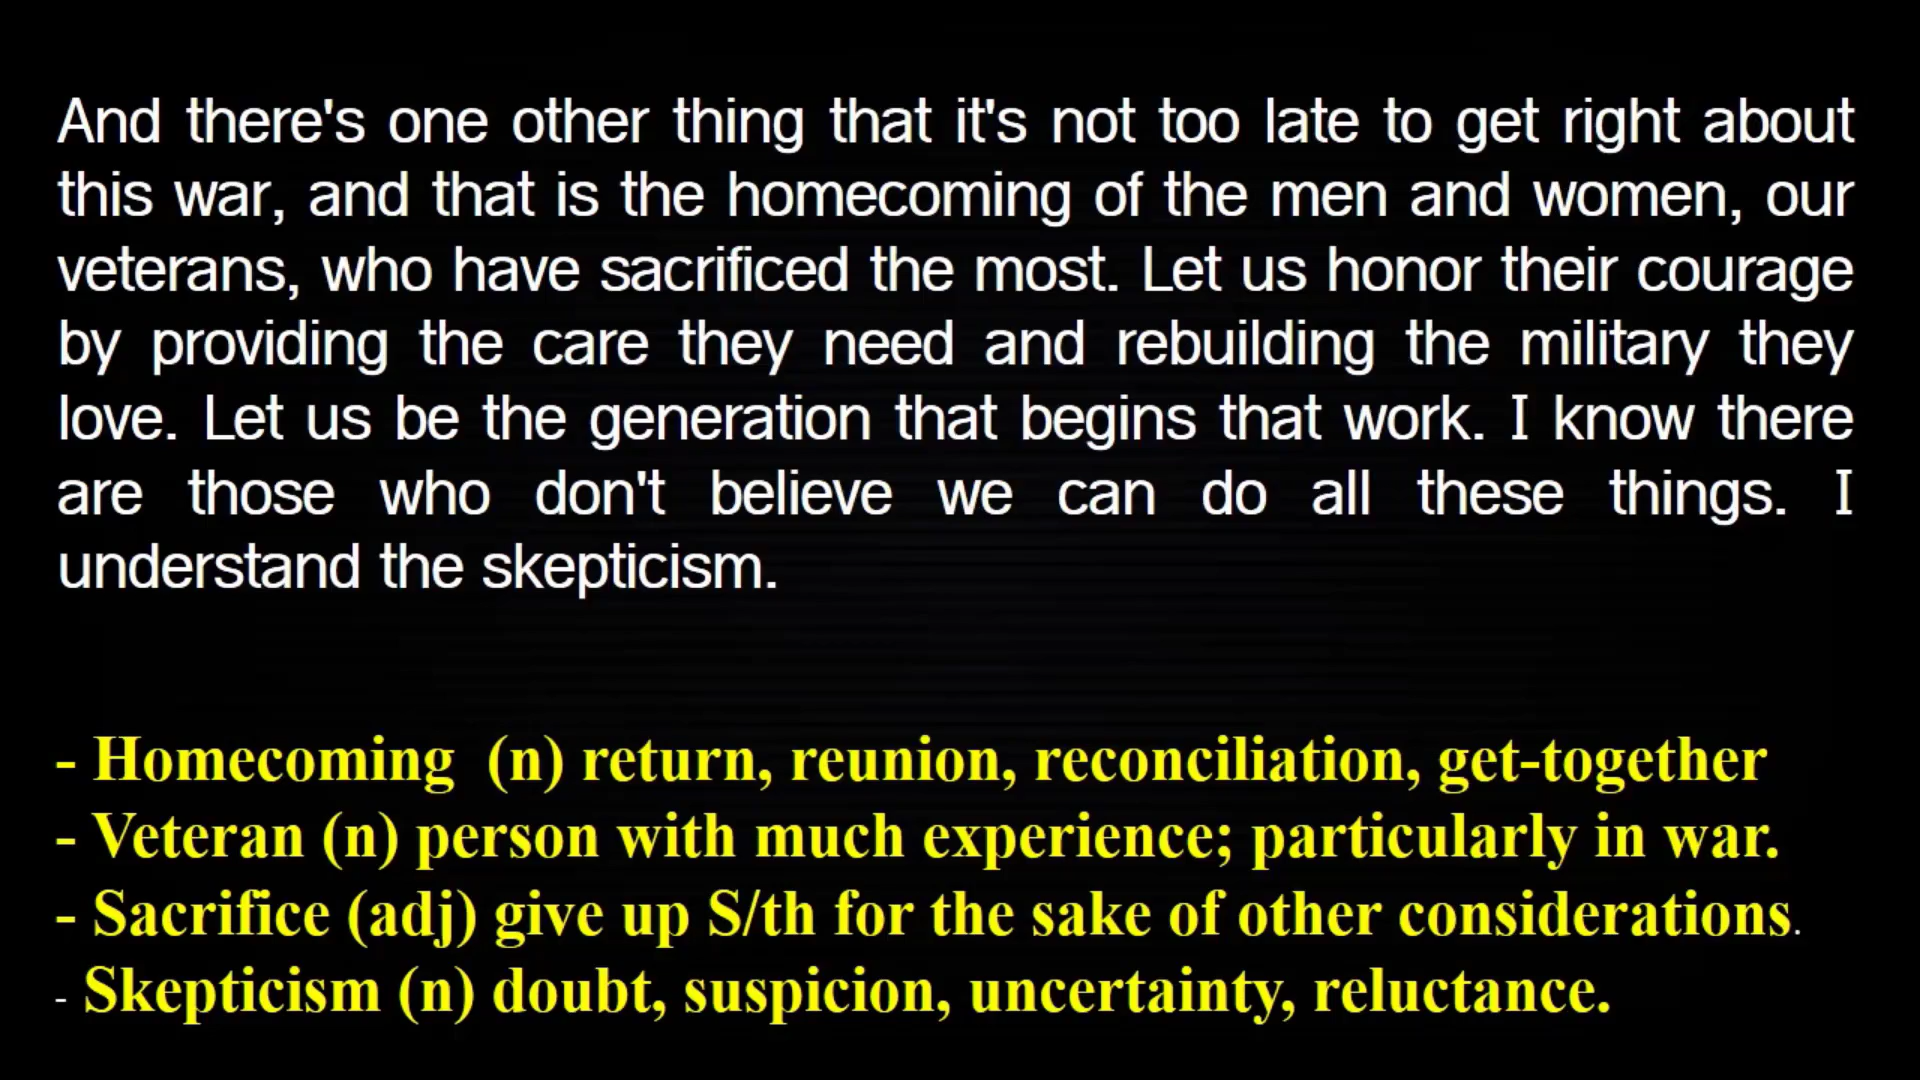 And there's one other thing that it's not too late to get right about
this war, and that is the homecoming of the men and women, our
veterans, who have sacrificed the most. Let us honor their courage
by providing the care they need and rebuilding the military they
love. Let us be the generation that begins that work. I know there
are those who don't believe we can do all these things. I
understand the skepticism.
- Homecoming (n) return, reunion, reconciliation, get-together
- Veteran (n) person with much experience; particularly in war.
- Sacrifice (adj) give up S/th for the sake of other considerations.
- Skepticism (n) doubt, suspicion, uncertainty, reluctance.